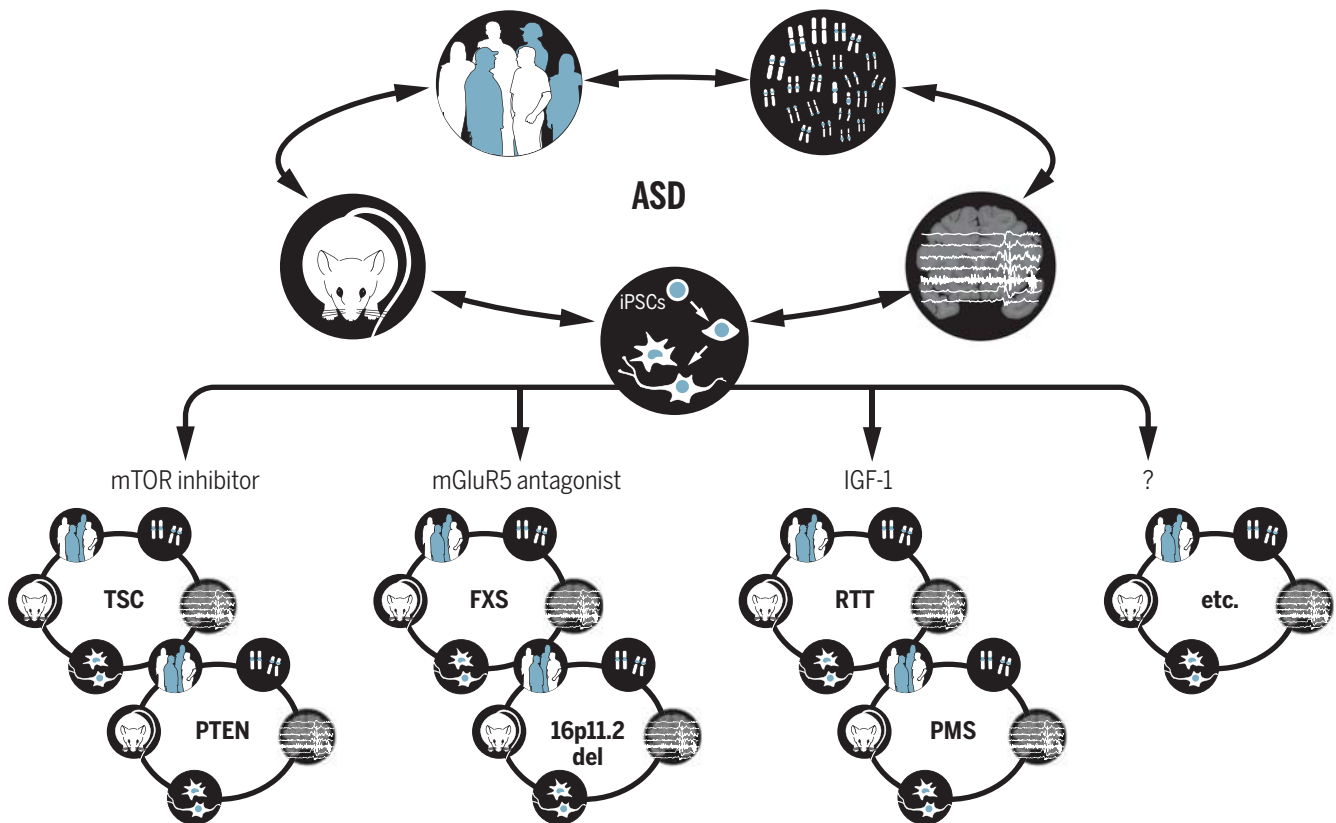 ASD
iPSCs
mTOR inhibitor
mGluR5 antagonist
IGF-1
?
TSC
FXS
RTT
etc.
PTEN
16p11.2
del
PMS